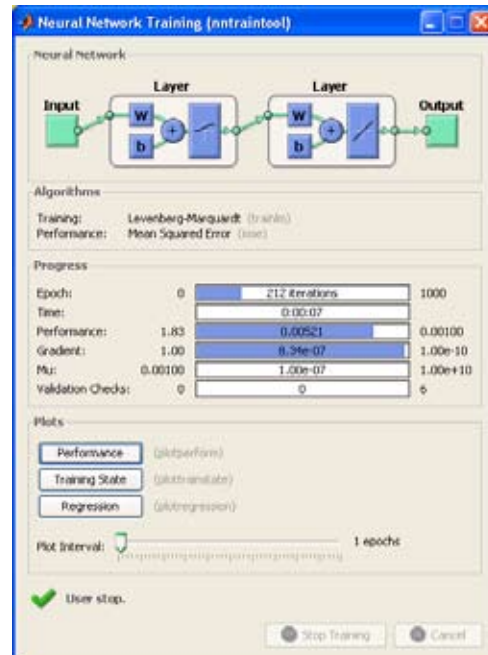 Neural Network Training (nntraintool)
Neural Network
Layer Layer
Input Output
W W
b b
+ +
Algorithms
Training: Levenberg-Marquardt (trainlm)
Performance: Mean Squared Error (mse)
Progress
Epoch: 0 212 iterations 1000
Time: 0:00:07
Performance: 1.83 0.00521 0.00100
Gradient: 1.00 8.34e-07 1.00e-10
Mu: 0.00100 1.00e-07 1.00e+10
Validation Checks: 0 0 6
Plots
Performance (plotperform)
Training State (plottrainstate)
Regression (plotregression)
Plot Interval: 1 epochs
User stop.
Stop Training Cancel